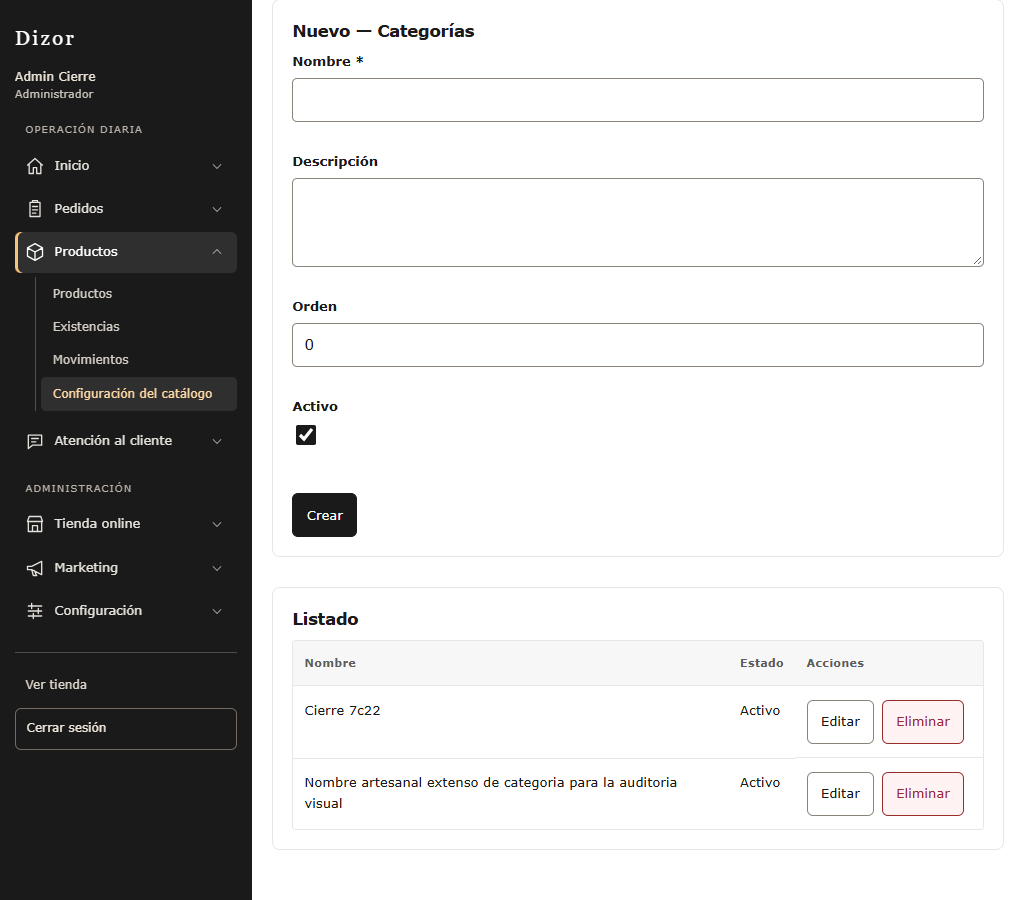 Dizor
Admin Cierre
Administrador
OPERACIÓN DIARIA
Inicio
Pedidos
Productos
Productos
Existencias
Movimientos
Configuración del catálogo
Atención al cliente
ADMINISTRACIÓN
Tienda online
Marketing
Configuración
Ver tienda
Cerrar sesión
Nuevo — Categorías
Nombre *
Descripción
Orden
0
Activo
Crear
Listado
Nombre Estado Acciones
Cierre 7c22 Activo Editar Eliminar
Nombre artesanal extenso de categoria para la auditoria Activo Editar Eliminar
visual